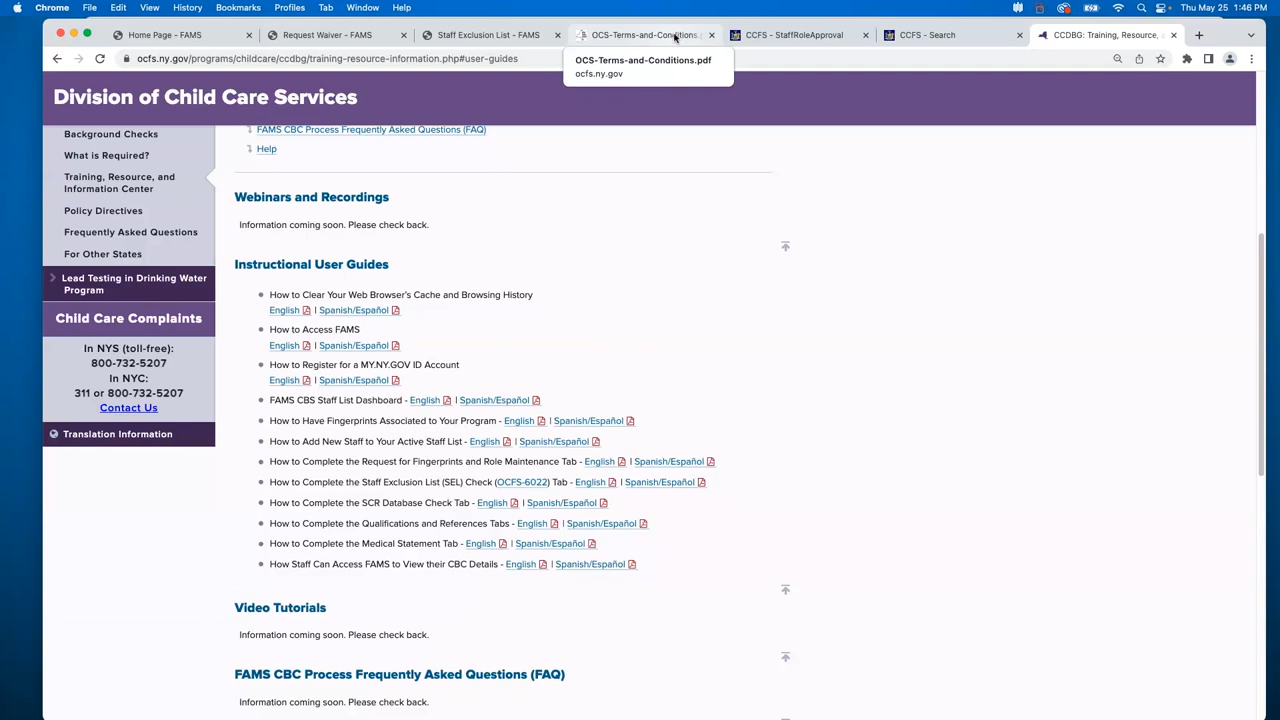 Chrome File Edit View History Bookmarks Profiles Tab Window Help Thu May 25 1:46 PM
Home Page - FAMS Request Waiver - FAMS Staff Exclusion List - FAMS OCS-Terms-and-Conditions. CCFS - StaffRoleApproval CCFS - Search CCDBG: Training, Resource,
ocfs.ny.gov/programs/childcare/ccdbg/training-resource-information.php#user-guides
OCS-Terms-and-Conditions.pdf
ocfs.ny.gov
Division of Child Care Services
Background Checks
What is Required?
Training, Resource, and
Information Center
Policy Directives
Frequently Asked Questions
For Other States
Lead Testing in Drinking Water
Program
Child Care Complaints
In NYS (toll-free):
800-732-5207
In NYC:
311 or 800-732-5207
Contact Us
Translation Information
FAMS CBC Process Frequently Asked Questions (FAQ)
Help
Webinars and Recordings
Information coming soon. Please check back.
Instructional User Guides
How to Clear Your Web Browser's Cache and Browsing History
English | Spanish/Español
How to Access FAMS
English | Spanish/Español
How to Register for a MY.NY.GOV ID Account
English | Spanish/Español
FAMS CBS Staff List Dashboard - English | Spanish/Español
How to Have Fingerprints Associated to Your Program - English | Spanish/Español
How to Add New Staff to Your Active Staff List - English | Spanish/Español
How to Complete the Request for Fingerprints and Role Maintenance Tab - English | Spanish/Español
How to Complete the Staff Exclusion List (SEL) Check (OCFS-6022) Tab - English | Spanish/Español
How to Complete the SCR Database Check Tab - English | Spanish/Español
How to Complete the Qualifications and References Tabs - English | Spanish/Español
How to Complete the Medical Statement Tab - English | Spanish/Español
How Staff Can Access FAMS to View their CBC Details - English | Spanish/Español
Video Tutorials
Information coming soon. Please check back.
FAMS CBC Process Frequently Asked Questions (FAQ)
Information coming soon. Please check back.